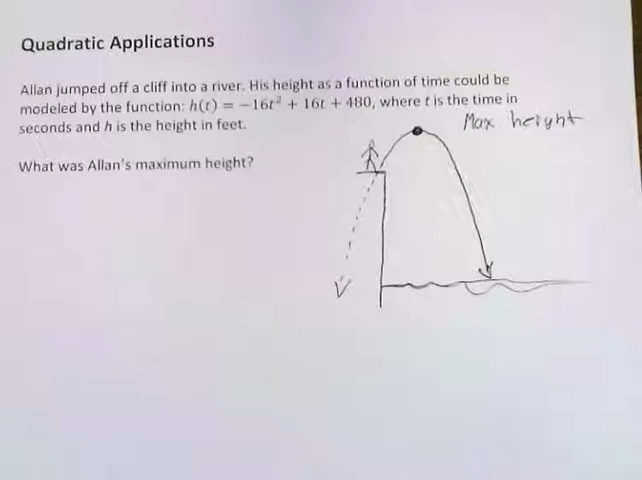 Quadratic Applications
Allan jumped off a cliff into a river. His height as a function of time could be
modeled by the function: h(t) = −16t² + 16t + 480, where t is the time in
seconds and h is the height in feet.
Max height
What was Allan's maximum height?